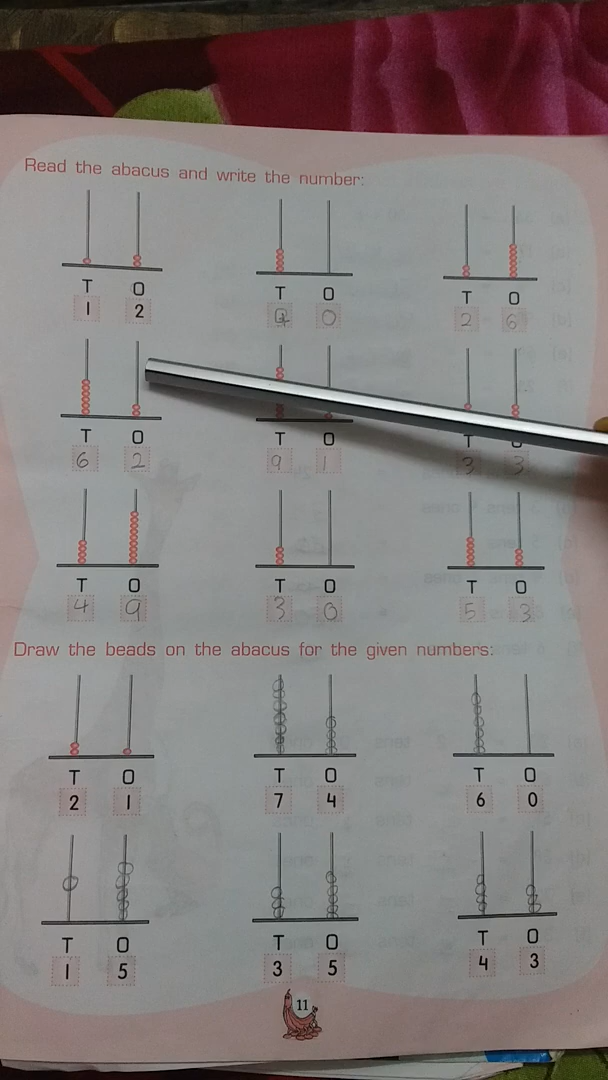 Read the abacus and write the number:
T O T O T O
1 2 4 0 2 6
T O T O T O
6 2 9 1 3 3
T O T O T O
4 9 3 0 5 3
Draw the beads on the abacus for the given numbers:
T O T O T O
2 1 7 4 6 0
T O T O T O
1 5 3 5 4 3
11